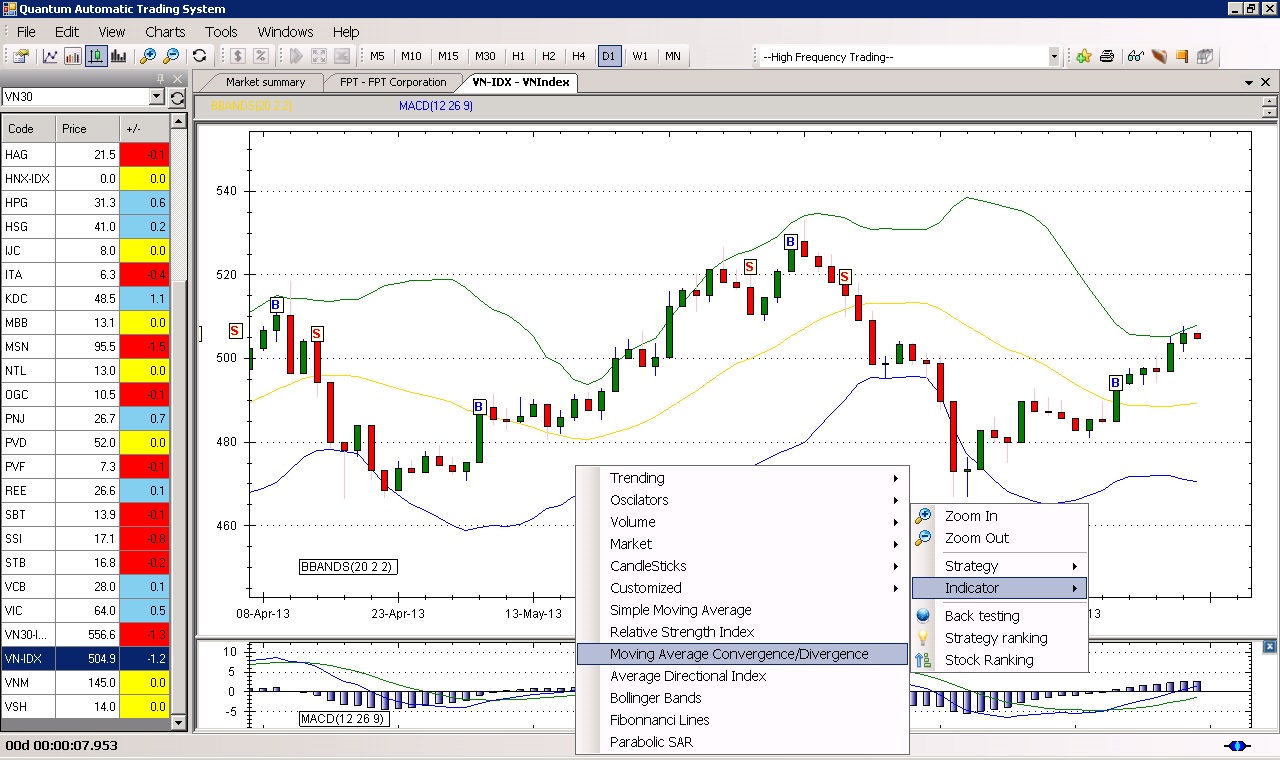 Quantum Automatic Trading System
File Edit View Charts Tools Windows Help
M5 M10 M15 M30 H1 H2 H4 D1 W1 MN --High Frequency Trading--
Market summary FPT - FPT Corporation VN-IDX - VNIndex
VN30
BBANDS(20 2 2) MACD(12 26 9)
Code Price +/-
HAG 21.5 -0.1
HNX-IDX 0.0 0.0
HPG 31.3 0.6
HSG 41.0 0.2
IJC 8.0 0.0
ITA 6.3 -0.4
KDC 48.5 1.1
MBB 13.1 0.0
MSN 95.5 -1.5
NTL 13.0 0.0
OGC 10.5 -0.1
PNJ 26.7 0.7
PVD 52.0 0.0
PVF 7.3 -0.1
REE 26.6 0.1
SBT 13.9 -0.1
SSI 17.1 -0.8
STB 16.8 -0.2
VCB 28.0 0.1
VIC 64.0 0.5
VN30-I... 556.6 -1.3
VN-IDX 504.9 -1.2
VNM 145.0 0.0
VSH 14.0 0.0
540
520
500
480
460
S B S B S B S B
BBANDS(20 2 2)
08-Apr-13 23-Apr-13 13-May-13 13
10
5
0
-5
MACD(12 26 9)
Trending
Oscilators
Volume
Market
CandleSticks
Customized
Simple Moving Average
Relative Strength Index
Moving Average Convergence/Divergence
Average Directional Index
Bollinger Bands
Fibonnanci Lines
Parabolic SAR
Zoom In
Zoom Out
Strategy
Indicator
Back testing
Strategy ranking
Stock Ranking
00d 00:00:07.953